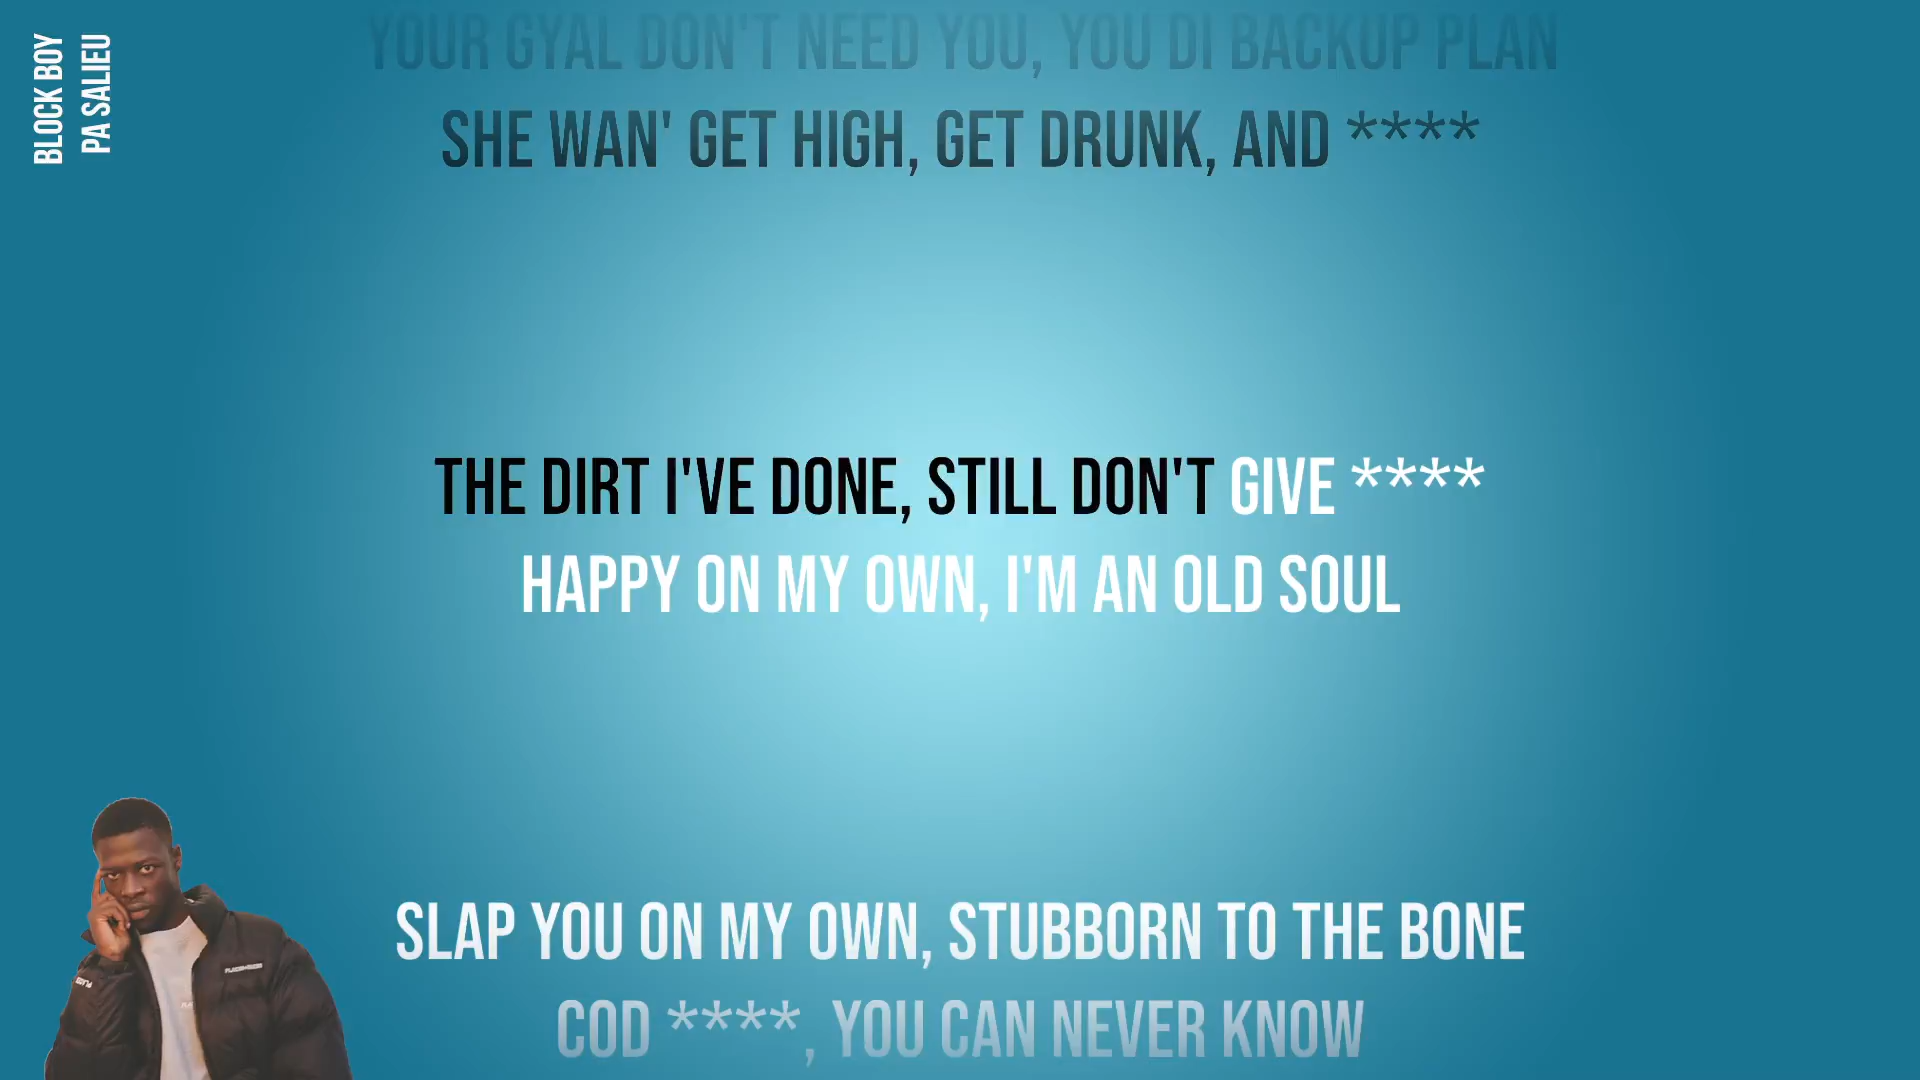 BLOCK BOY
PA SALIEU
YOUR GYAL DON'T NEED YOU, YOU DI BACKUP PLAN
SHE WAN' GET HIGH, GET DRUNK, AND ****
THE DIRT I'VE DONE, STILL DON'T GIVE ****
HAPPY ON MY OWN, I'M AN OLD SOUL
SLAP YOU ON MY OWN, STUBBORN TO THE BONE
COD ****, YOU CAN NEVER KNOW